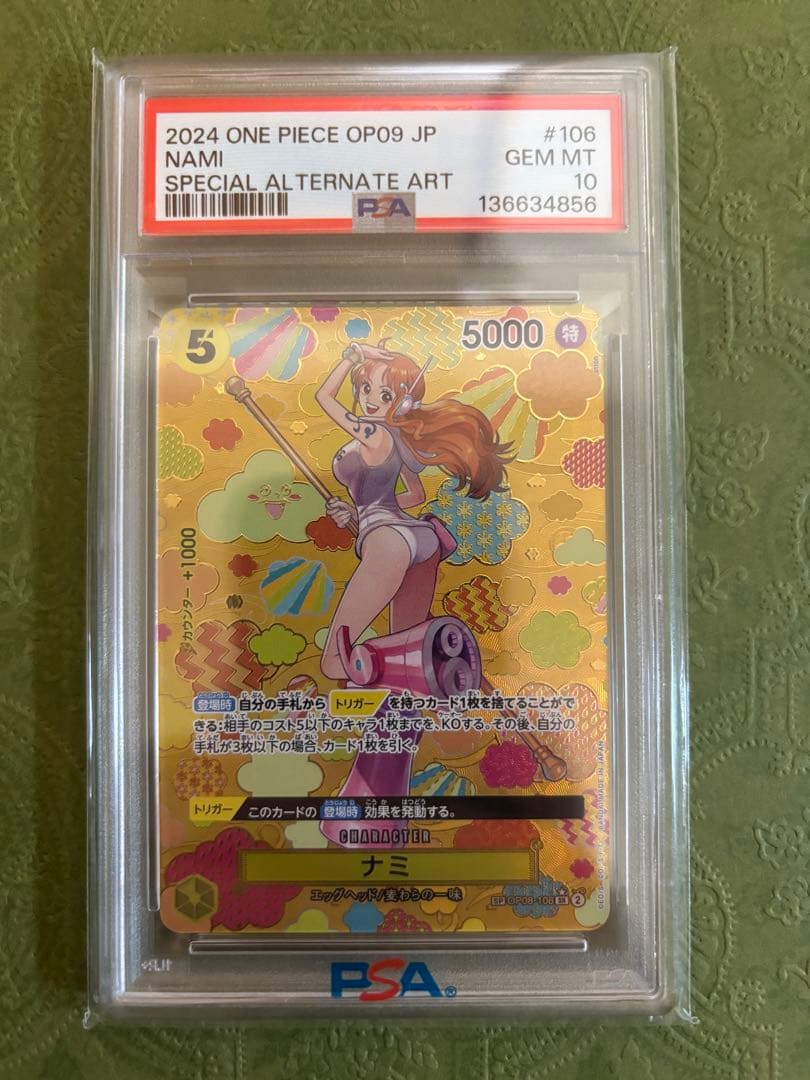 2024 ONE PIECE OP09 JP #106
NAMI GEM MT
SPECIAL ALTERNATE ART 10
PSA 136634856
5 5000 特
カウンター +1000
登場時 自分の手札から トリガー を持つカード1枚を捨てることがで
きる:相手のコスト5以下のキャラ1枚までを、KOする。その後、自分の
手札が3枚以下の場合、カード1枚を引く。
トリガー このカードの 登場時 効果を発動する。
CHARACTER
ナミ
エッグヘッド/麦わらの一味
SP OP08-106 SR 2
PSA®